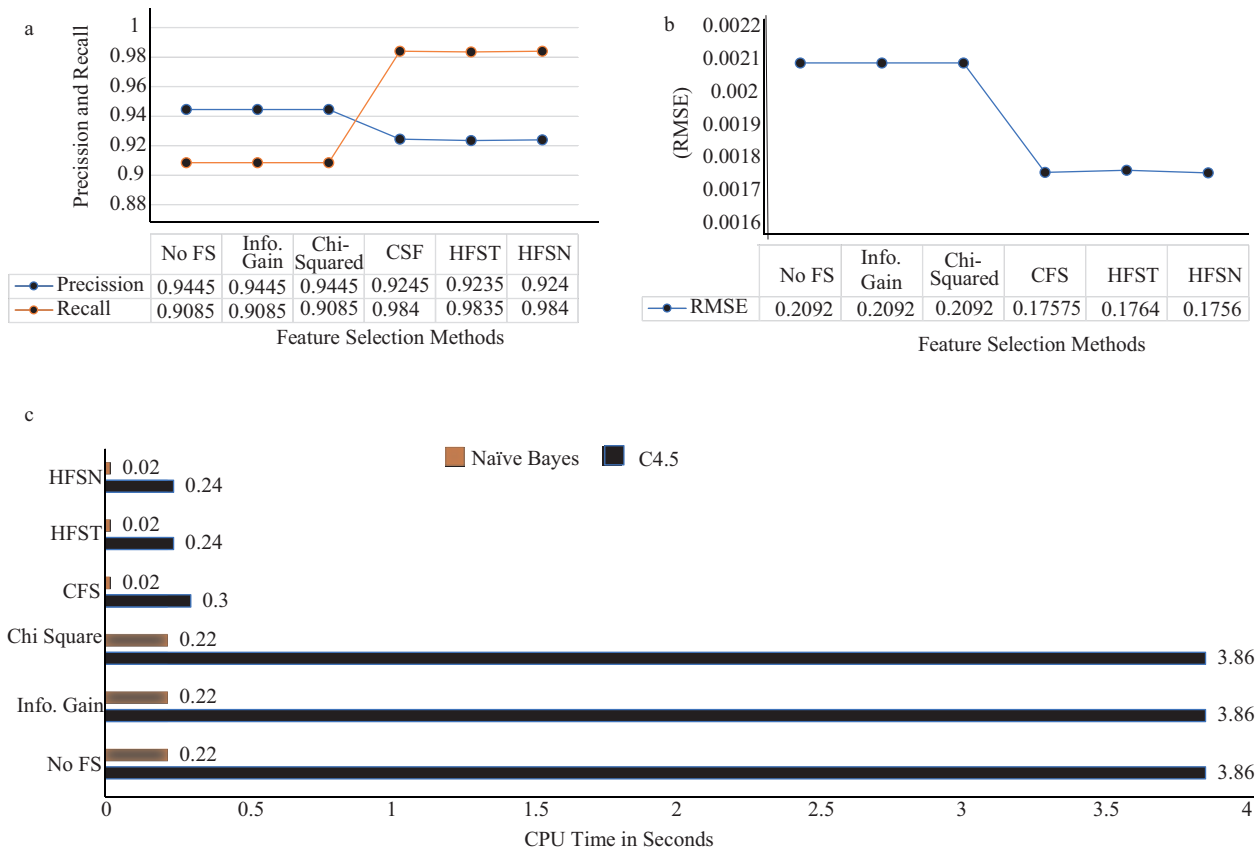 a
Precission and Recall
1
0.98
0.96
0.94
0.92
0.9
0.88
No FS Info. Gain Chi-Squared CSF HFST HFSN
Precission 0.9445 0.9445 0.9445 0.9245 0.9235 0.924
Recall 0.9085 0.9085 0.9085 0.984 0.9835 0.984
Feature Selection Methods
b
(RMSE)
0.0022
0.0021
0.002
0.0019
0.0018
0.0017
0.0016
No FS Info. Gain Chi-Squared CFS HFST HFSN
RMSE 0.2092 0.2092 0.2092 0.17575 0.1764 0.1756
Feature Selection Methods
c
Naïve Bayes C4.5
HFSN 0.02 0.24
HFST 0.02 0.24
CFS 0.02 0.3
Chi Square 0.22 3.86
Info. Gain 0.22 3.86
No FS 0.22 3.86
0 0.5 1 2 2.5 3 3.5 4
CPU Time in Seconds